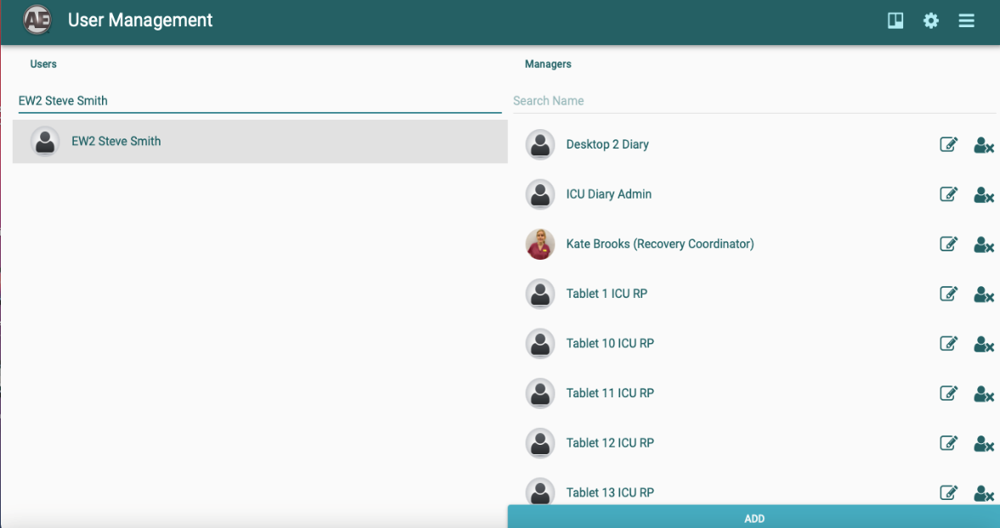 AE
User Management
Users
EW2 Steve Smith
EW2 Steve Smith
Managers
Search Name
Desktop 2 Diary
ICU Diary Admin
Kate Brooks (Recovery Coordinator)
Tablet 1 ICU RP
Tablet 10 ICU RP
Tablet 11 ICU RP
Tablet 12 ICU RP
Tablet 13 ICU RP
ADD